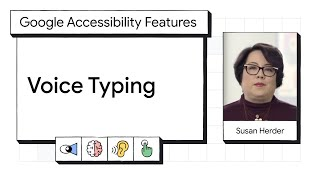 Google Accessibility Features
Voice Typing
Susan Herder